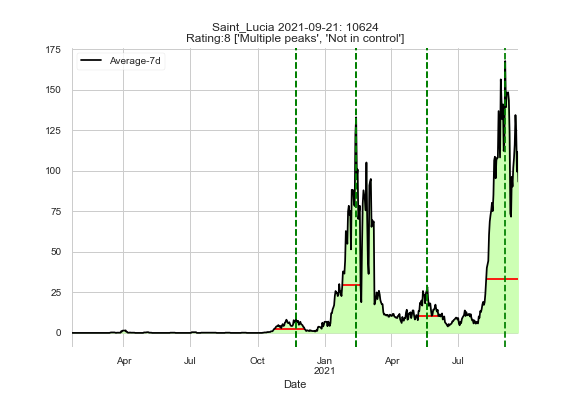 Saint_Lucia 2021-09-21: 10624
Rating:8 ['Multiple peaks', 'Not in control']
175
Average-7d
150
125
100
75
50
25
0
Apr Jul Oct Jan Apr Jul
2021
Date